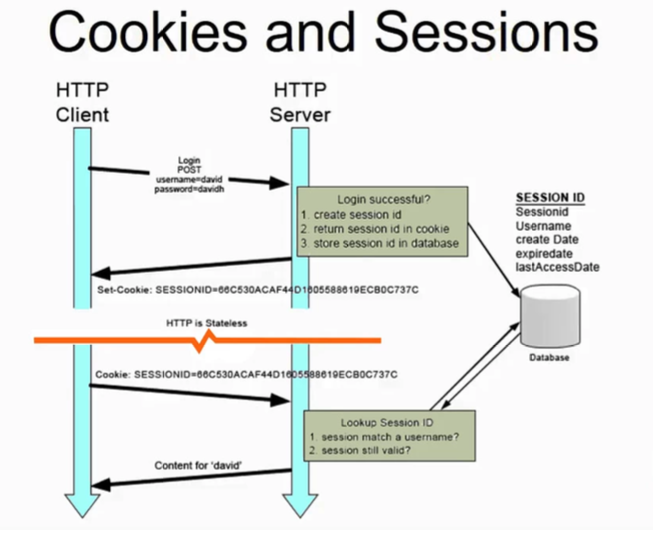 Cookies and Sessions
HTTP
Client
HTTP
Server
Login
POST
username=david
password=davidh
Login successful?
1. create session id
2. return session id in cookie
3. store session id in database
SESSION ID
Sessionid
Username
create Date
expiredate
lastAccessDate
Set-Cookie: SESSIONID=66C530ACAF44D1605588619ECB0C737C
HTTP is Stateless
Database
Cookie: SESSIONID=66C530ACAF44D1605588619ECB0C737C
Lookup Session ID
1. session match a username?
2. session still valid?
Content for 'david'